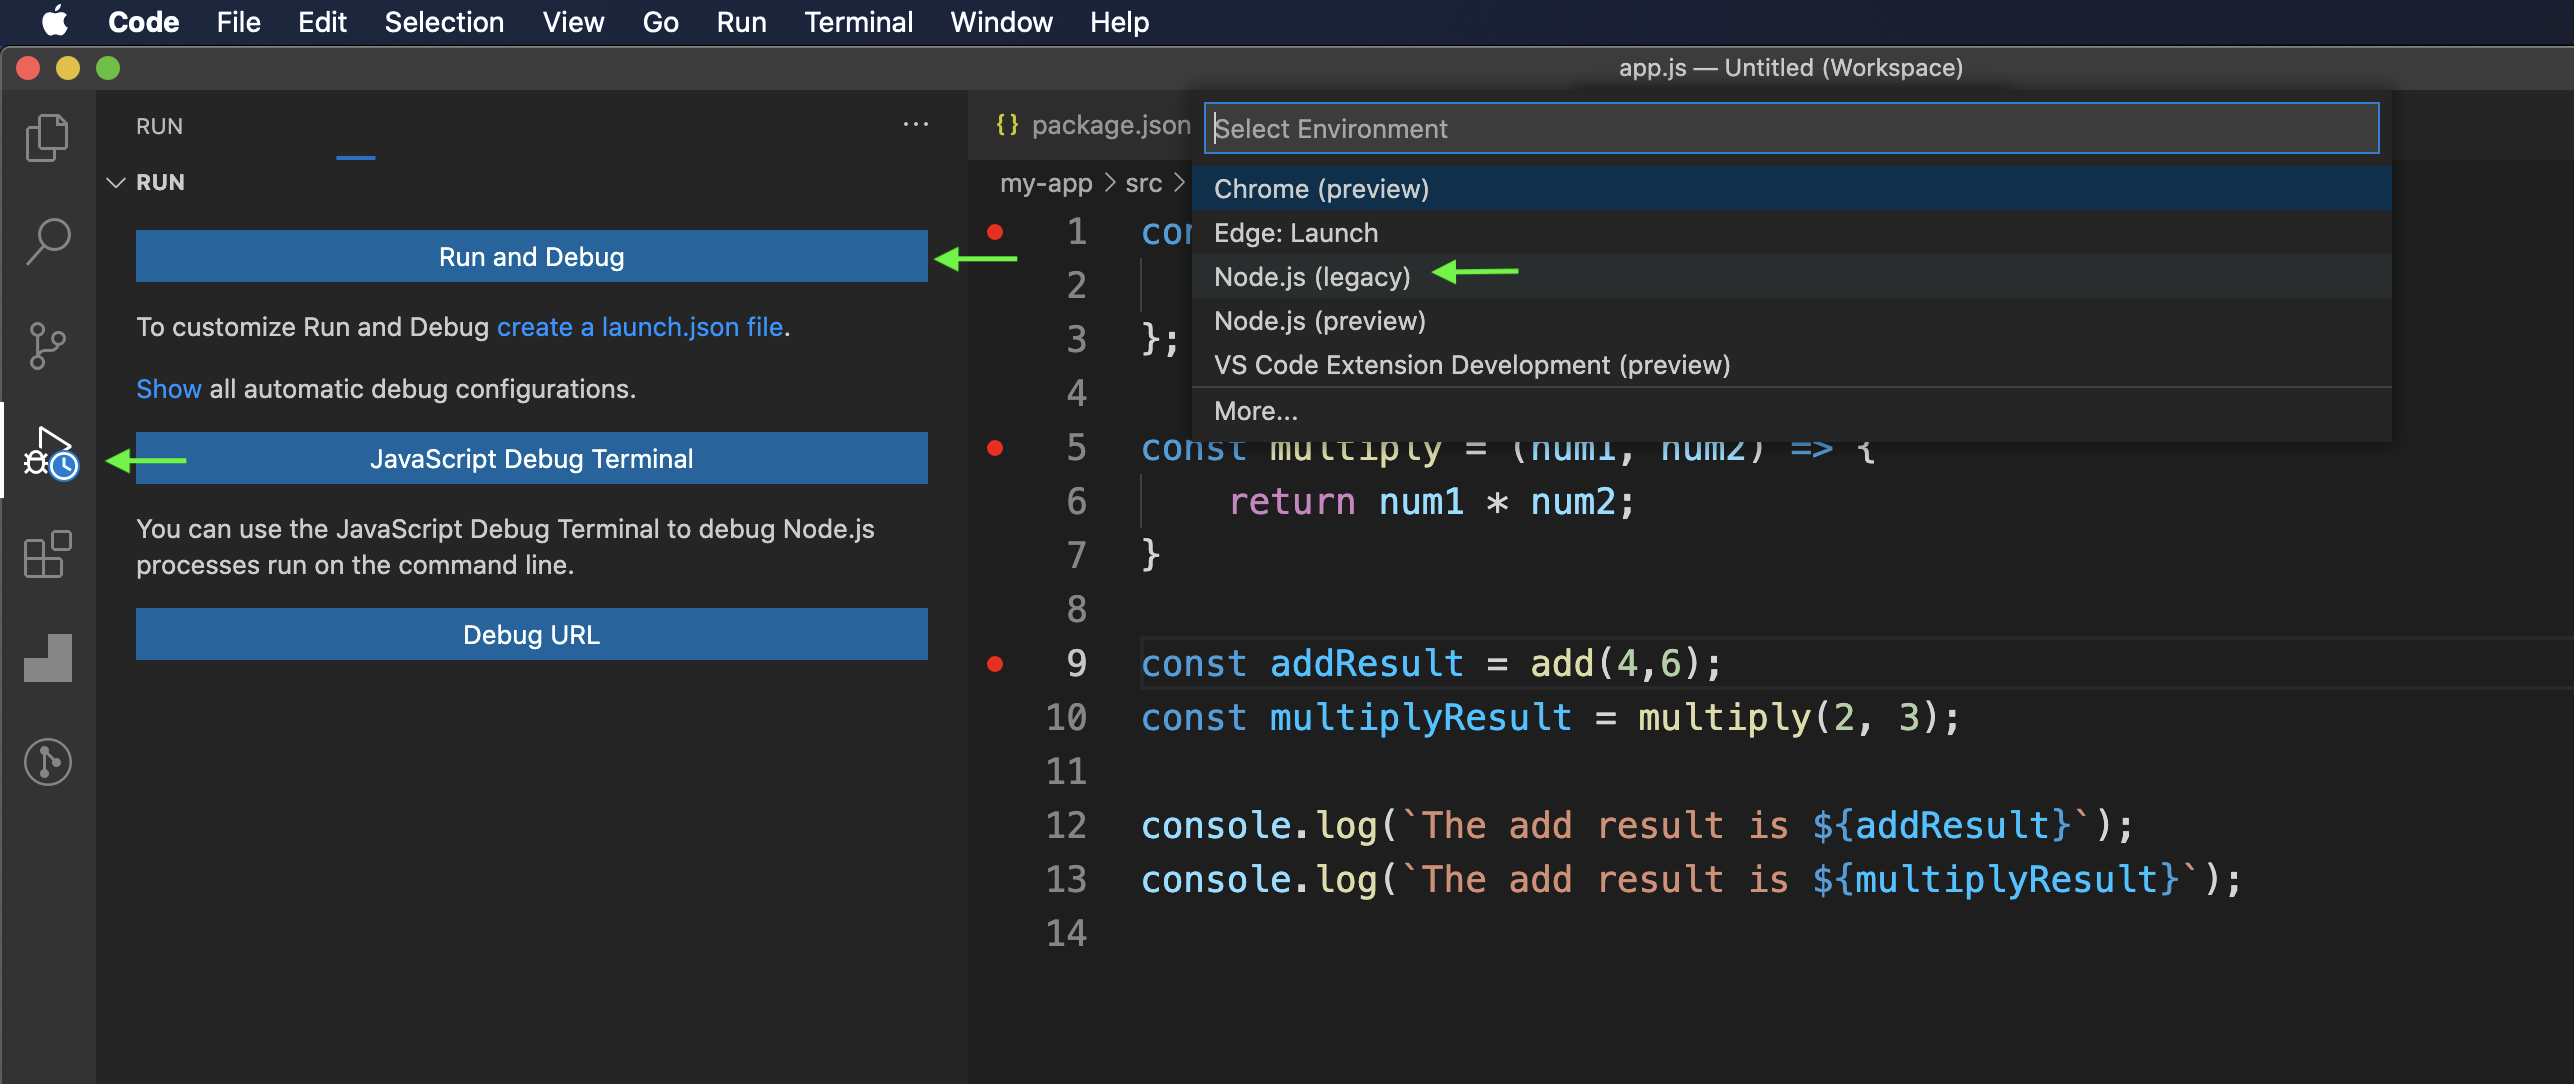 Code File Edit Selection View Go Run Terminal Window Help
app.js — Untitled (Workspace)
RUN
RUN
Run and Debug
To customize Run and Debug create a launch.json file.
Show all automatic debug configurations.
JavaScript Debug Terminal
You can use the JavaScript Debug Terminal to debug Node.js
processes run on the command line.
Debug URL
{} package.json
my-app > src >
Select Environment
Chrome (preview)
Edge: Launch
Node.js (legacy)
Node.js (preview)
VS Code Extension Development (preview)
More...
1
2
3 };
4
5 const multiply = (num1, num2) => {
6 return num1 * num2;
7 }
8
9 const addResult = add(4,6);
10 const multiplyResult = multiply(2, 3);
11
12 console.log(`The add result is ${addResult}`);
13 console.log(`The add result is ${multiplyResult}`);
14